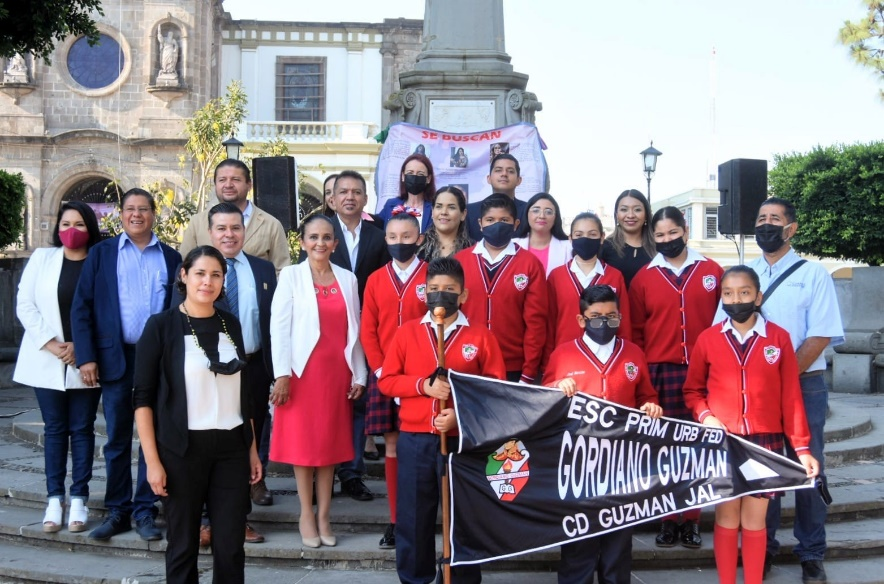 SE BUSCAN
ESC PRIM URB FED
GORDIANO GUZMAN
CD GUZMAN JAL